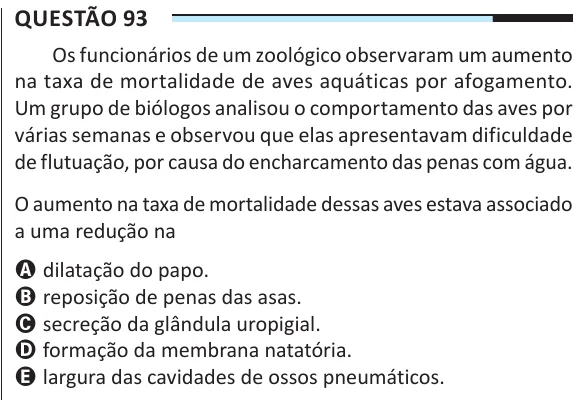 QUESTÃO 93
Os funcionários de um zoológico observaram um aumento
na taxa de mortalidade de aves aquáticas por afogamento.
Um grupo de biólogos analisou o comportamento das aves por
várias semanas e observou que elas apresentavam dificuldade
de flutuação, por causa do encharcamento das penas com água.
O aumento na taxa de mortalidade dessas aves estava associado
a uma redução na
A dilatação do papo.
B reposição de penas das asas.
C secreção da glândula uropigial.
D formação da membrana natatória.
E largura das cavidades de ossos pneumáticos.